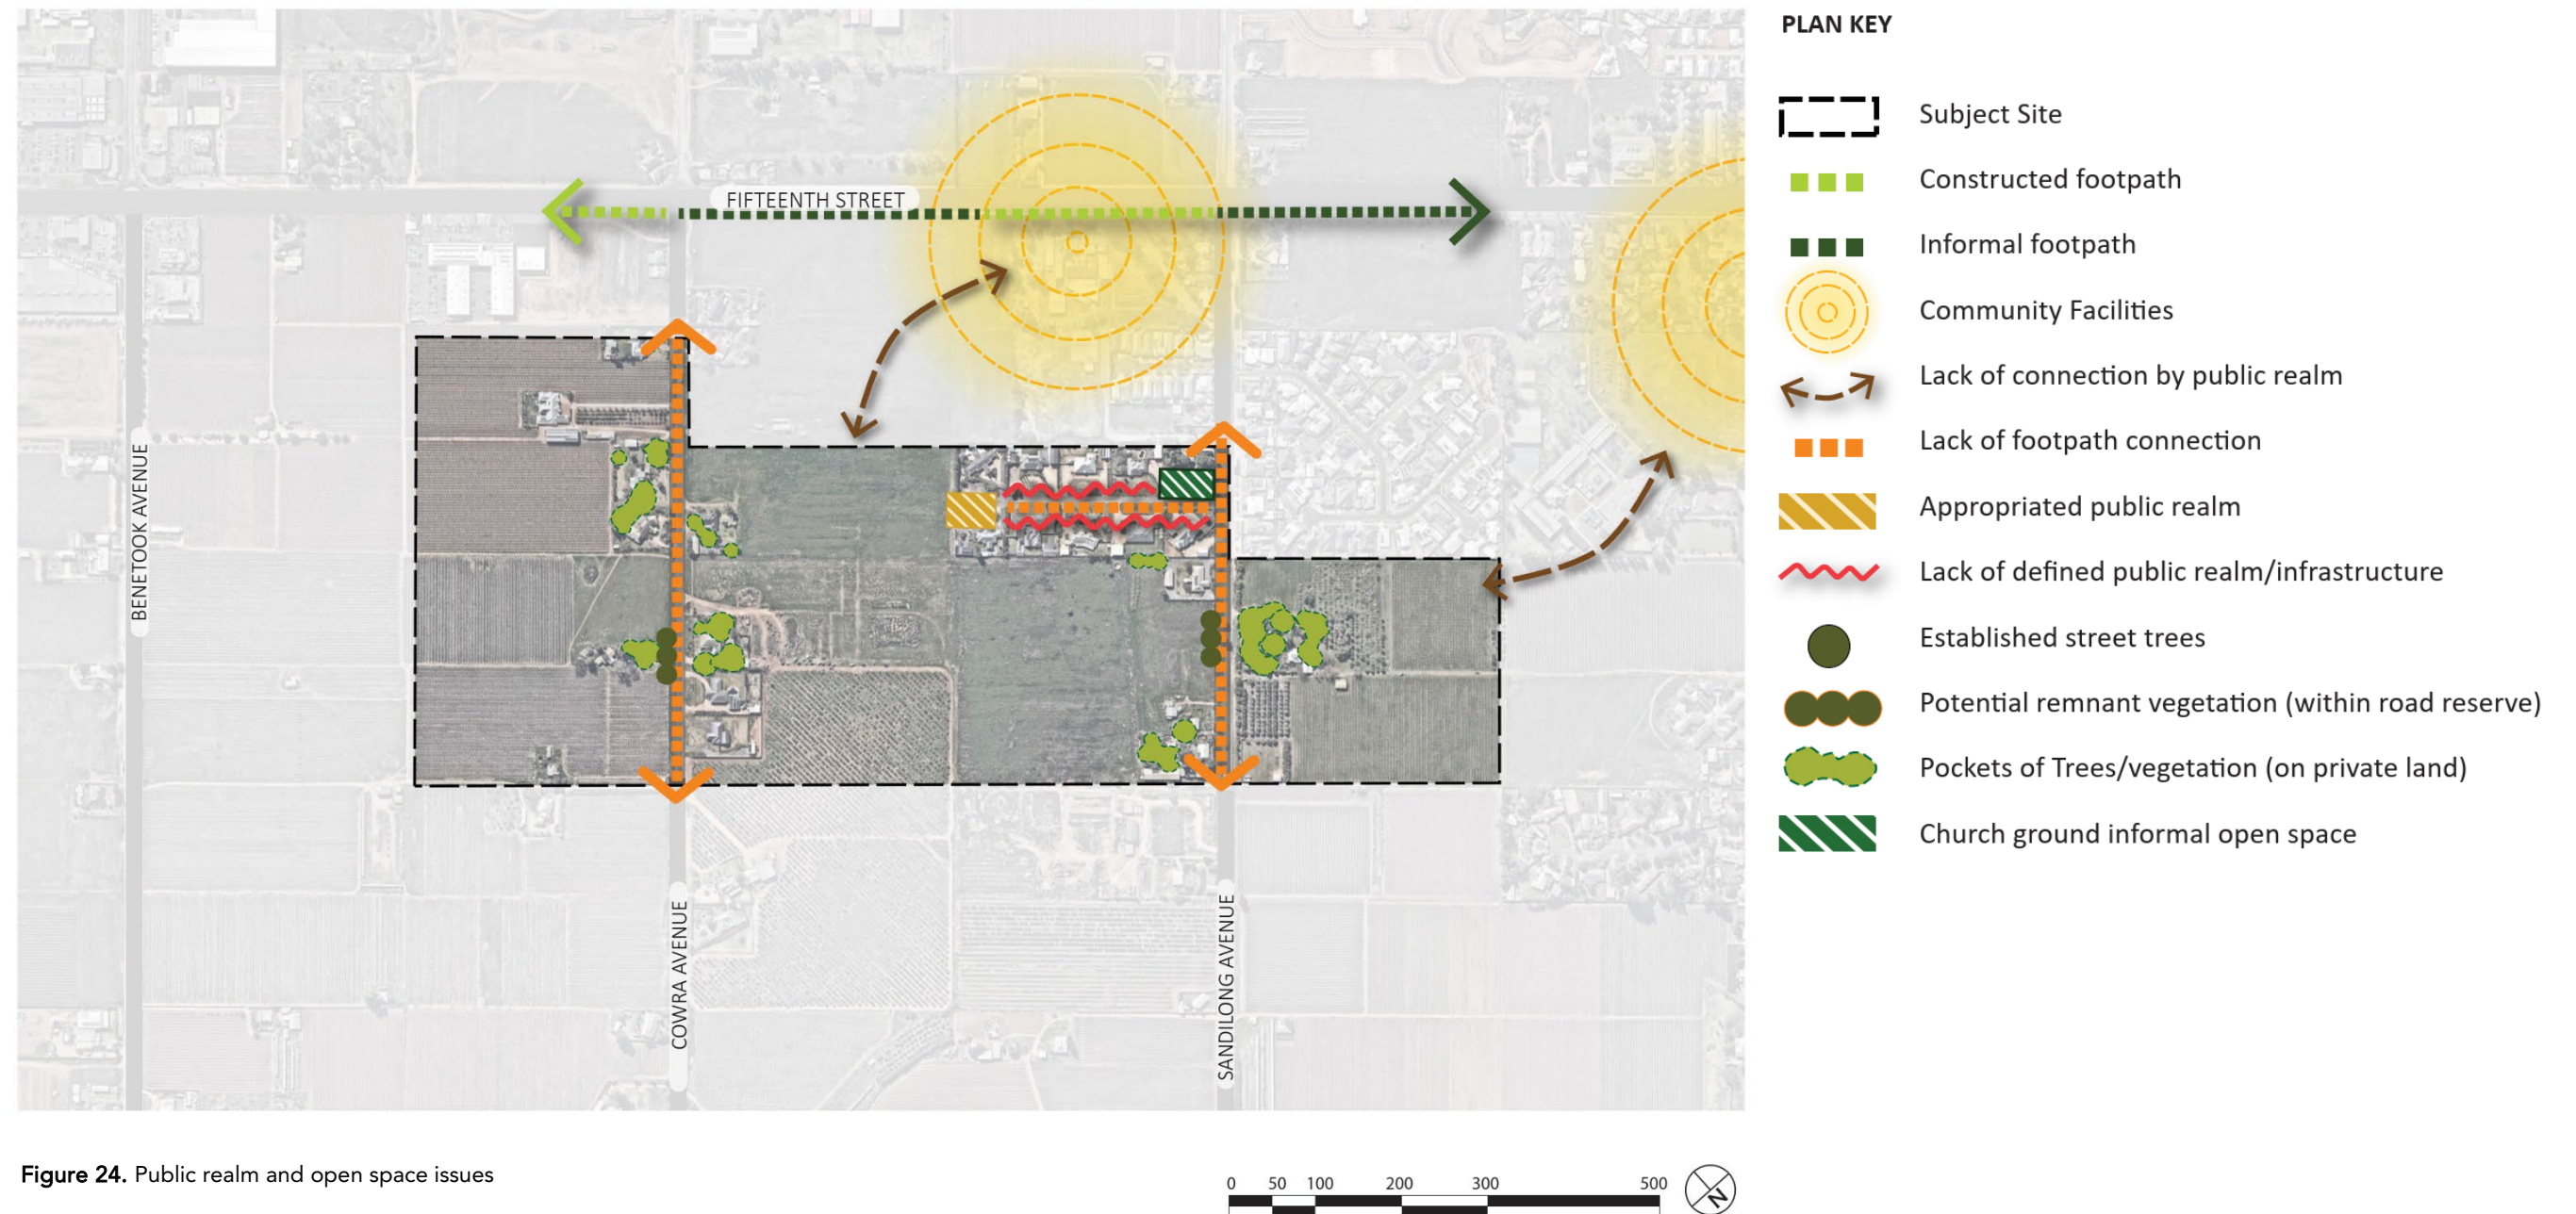 PLAN KEY
Subject Site
Constructed footpath
Informal footpath
Community Facilities
Lack of connection by public realm
Lack of footpath connection
Appropriated public realm
Lack of defined public realm/infrastructure
Established street trees
Potential remnant vegetation (within road reserve)
Pockets of Trees/vegetation (on private land)
Church ground informal open space
FIFTEENTH STREET
BENETOOK AVENUE
COWRA AVENUE
SANDILONG AVENUE
Figure 24. Public realm and open space issues
0 50 100 200 300 500
N